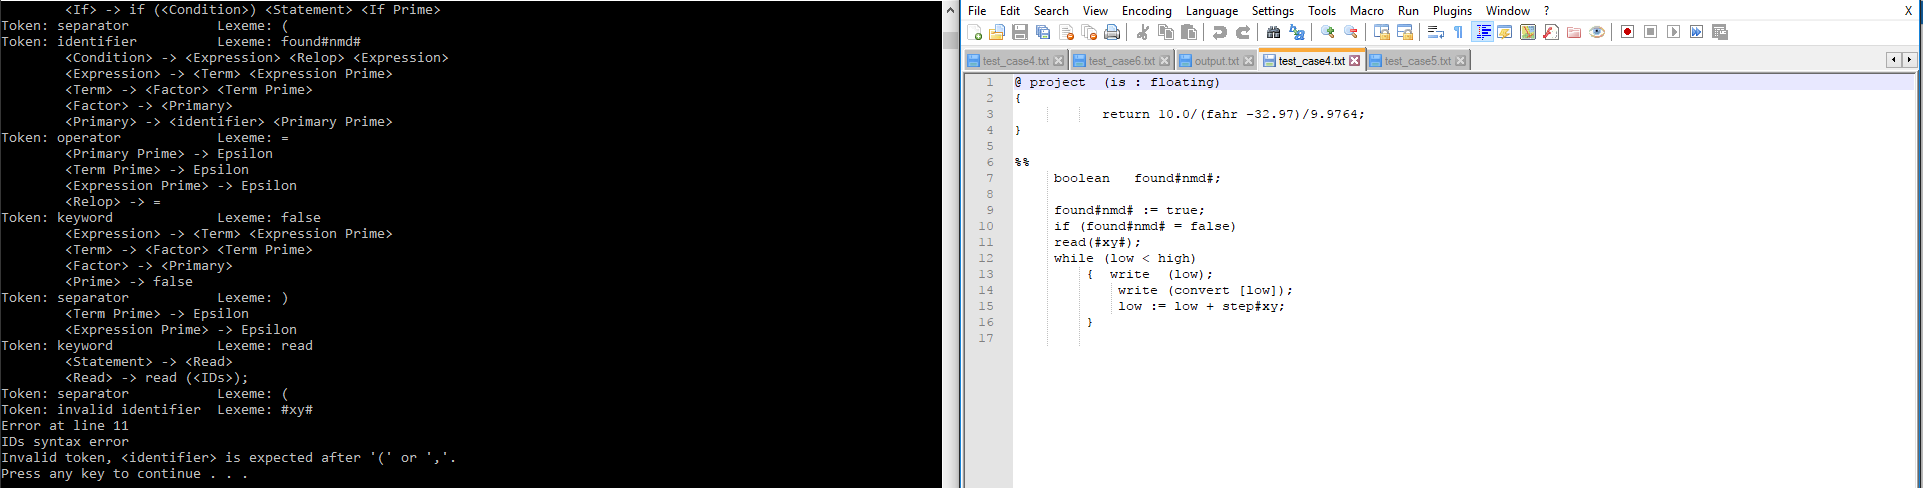 <If> -> if (<Condition>) <Statement> <If Prime>
Token: separator Lexeme: (
Token: identifier Lexeme: found#nmd#
<Condition> -> <Expression> <Relop> <Expression>
<Expression> -> <Term> <Expression Prime>
<Term> -> <Factor> <Term Prime>
<Factor> -> <Primary>
<Primary> -> <identifier> <Primary Prime>
Token: operator Lexeme: =
<Primary Prime> -> Epsilon
<Term Prime> -> Epsilon
<Expression Prime> -> Epsilon
<Relop> -> =
Token: keyword Lexeme: false
<Expression> -> <Term> <Expression Prime>
<Term> -> <Factor> <Term Prime>
<Factor> -> <Primary>
<Prime> -> false
Token: separator Lexeme: )
<Term Prime> -> Epsilon
<Expression Prime> -> Epsilon
Token: keyword Lexeme: read
<Statement> -> <Read>
<Read> -> read (<IDs>);
Token: separator Lexeme: (
Token: invalid identifier Lexeme: #xy#
Error at line 11
IDs syntax error
Invalid token, <identifier> is expected after '(' or ','.
Press any key to continue . . .
File Edit Search View Encoding Language Settings Tools Macro Run Plugins Window ? X
test_case4.txt test_case6.txt output.txt test_case4.txt test_case5.txt
1 @ project (is : floating)
2 {
3 return 10.0/(fahr -32.97)/9.9764;
4 }
5
6 %%
7 boolean found#nmd#;
8
9 found#nmd# := true;
10 if (found#nmd# = false)
11 read(#xy#);
12 while (low < high)
13 { write (low);
14 write (convert [low]);
15 low := low + step#xy;
16 }
17